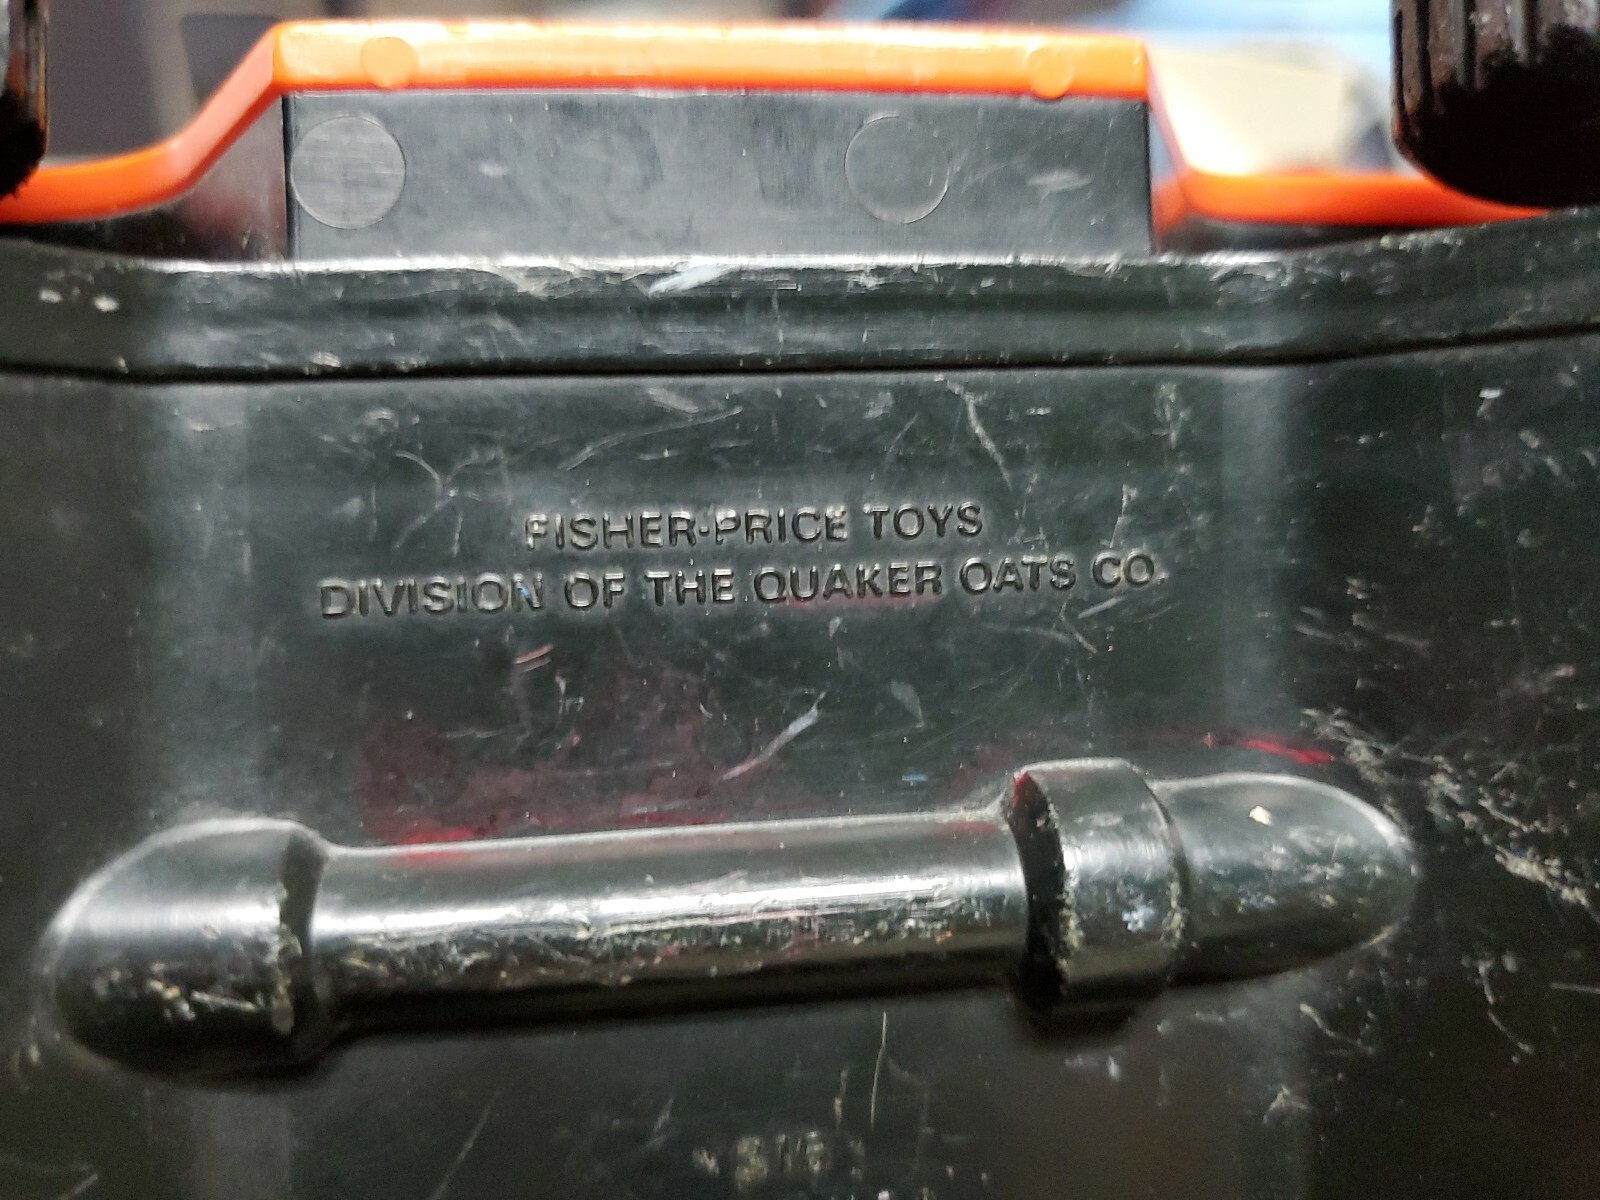 FISHER-PRICE TOYS
DIVISION OF THE QUAKER OATS CO.